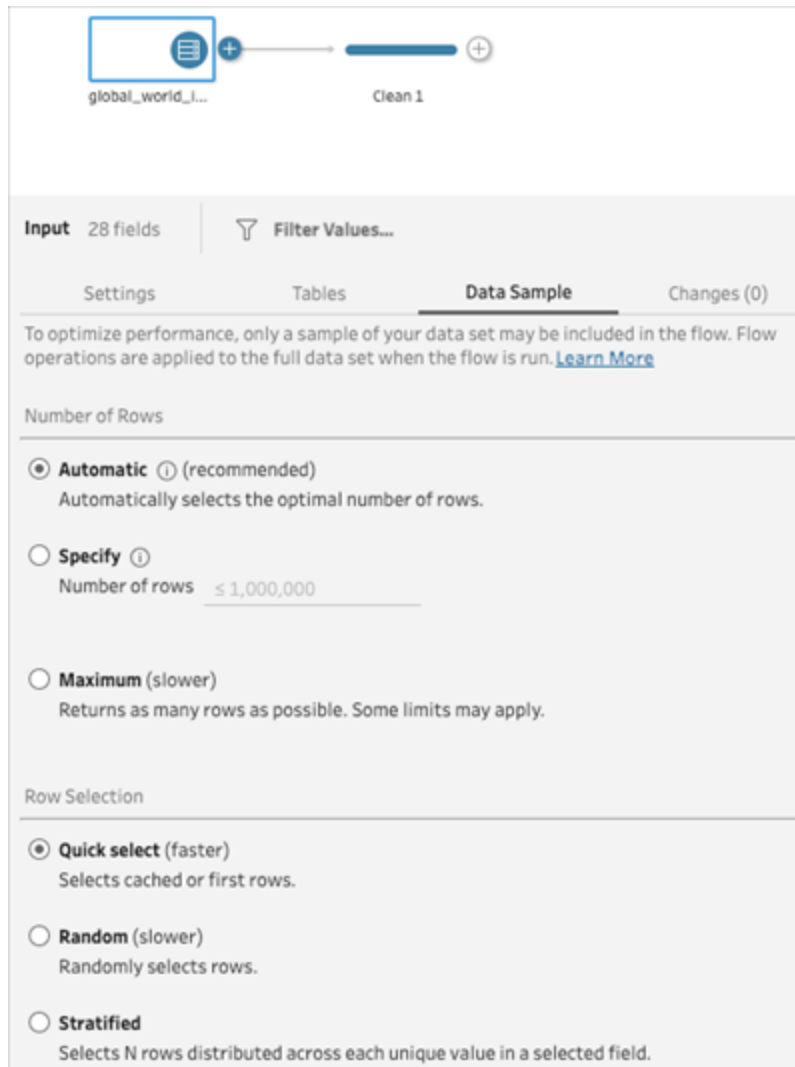 global_world_i...
Clean 1
Input 28 fields Filter Values...
Settings Tables Data Sample Changes (0)
To optimize performance, only a sample of your data set may be included in the flow. Flow
operations are applied to the full data set when the flow is run. Learn More
Number of Rows
Automatic (recommended)
Automatically selects the optimal number of rows.
Specify
Number of rows ≤ 1,000,000
Maximum (slower)
Returns as many rows as possible. Some limits may apply.
Row Selection
Quick select (faster)
Selects cached or first rows.
Random (slower)
Randomly selects rows.
Stratified
Selects N rows distributed across each unique value in a selected field.